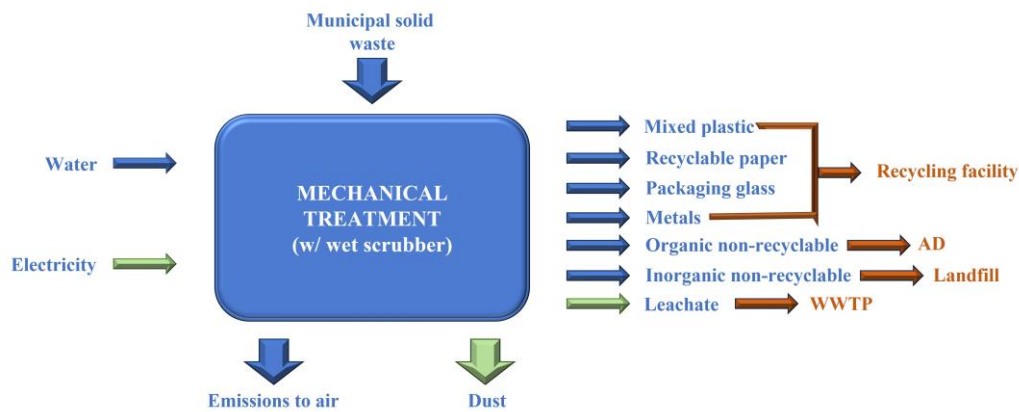 Municipal solid
waste
Water
Electricity
MECHANICAL
TREATMENT
(w/ wet scrubber)
Mixed plastic
Recyclable paper
Packaging glass
Metals
Recycling facility
Organic non-recyclable
AD
Inorganic non-recyclable
Landfill
Leachate
WWTP
Emissions to air
Dust